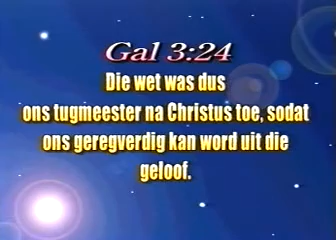 Gal 3:24
Die wet was dus
ons tugmeester na Christus toe, sodat
ons geregverdig kan word uit die
geloof.